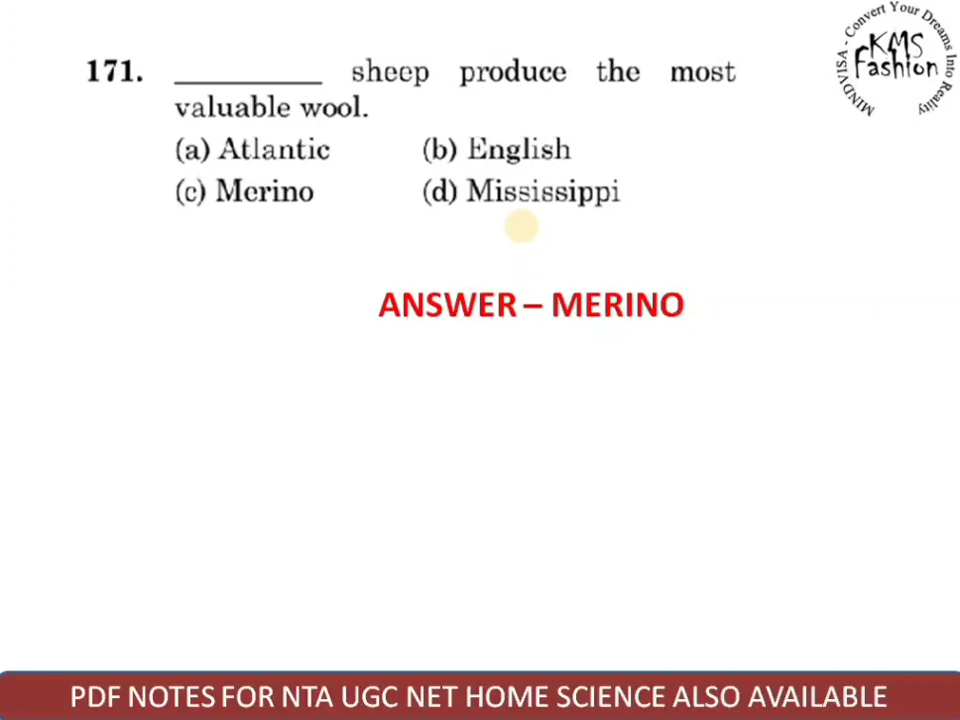 171. __________ sheep produce the most
valuable wool.
(a) Atlantic (b) English
(c) Merino (d) Mississippi
ANSWER – MERINO
MINDVISA - Convert Your Dreams Into Reality
KMS
Fashion
PDF NOTES FOR NTA UGC NET HOME SCIENCE ALSO AVAILABLE